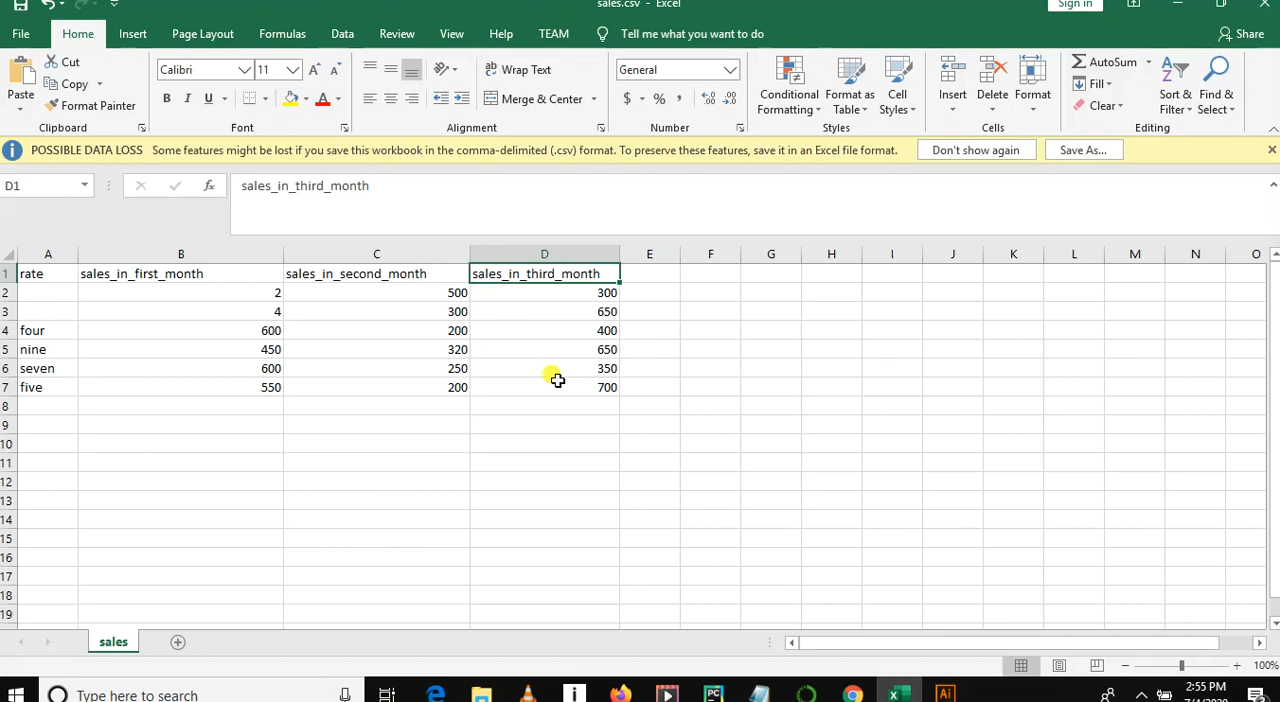 sales.csv - Excel
Sign in
File Home Insert Page Layout Formulas Data Review View Help TEAM Tell me what you want to do Share
Paste
Cut
Copy
Format Painter
Clipboard
Calibri 11
B I U
Font
Wrap Text
Merge & Center
Alignment
General
$ % ,
Number
Conditional Formatting
Format as Table
Cell Styles
Styles
Insert
Delete
Format
Cells
AutoSum
Fill
Clear
Sort & Filter
Find & Select
Editing
POSSIBLE DATA LOSS Some features might be lost if you save this workbook in the comma-delimited (.csv) format. To preserve these features, save it in an Excel file format. Don't show again Save As...
D1 fx sales_in_third_month
A B C D E F G H I J K L M N O
1 rate sales_in_first_month sales_in_second_month sales_in_third_month
2 2 500 300
3 4 300 650
4 four 600 200 400
5 nine 450 320 650
6 seven 600 250 350
7 five 550 200 700
8
9
10
11
12
13
14
15
16
17
18
19
sales
100%
Type here to search
PC
Ai
2:55 PM